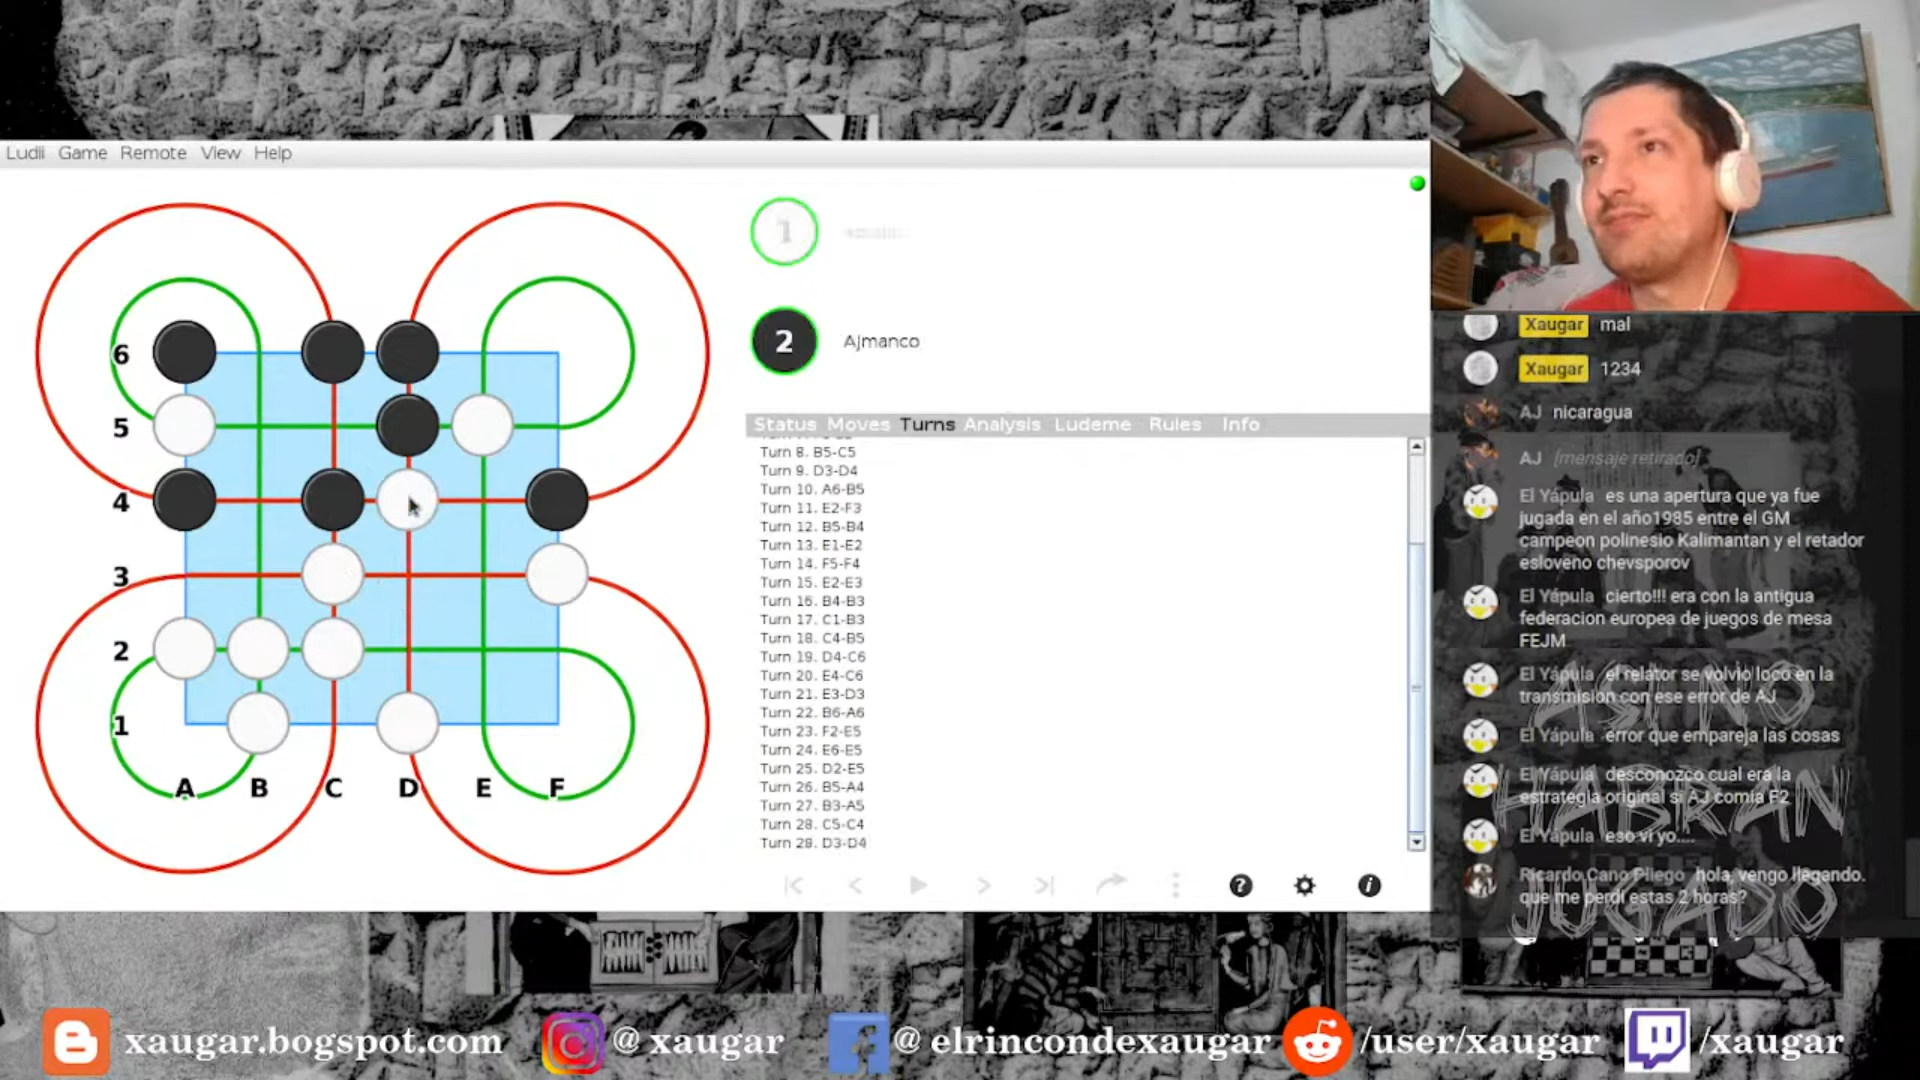 Ludii Game Remote View Help
1
2 Ajmanco
6
5
4
3
2
1
A B C D E F
Status Moves Turns Analysis Ludeme Rules Info
Turn 8. B5-C5
Turn 9. D3-D4
Turn 10. A6-B5
Turn 11. E2-F3
Turn 12. B5-B4
Turn 13. E1-E2
Turn 14. F5-F4
Turn 15. E2-E3
Turn 16. B4-B3
Turn 17. C1-B3
Turn 18. C4-B5
Turn 19. D4-C6
Turn 20. E4-C6
Turn 21. E3-D3
Turn 22. B6-A6
Turn 23. F2-E5
Turn 24. E6-E5
Turn 25. D2-E5
Turn 26. B5-A4
Turn 27. B3-A5
Turn 28. C5-C4
Turn 29. D3-D4
Xaugar mal
Xaugar 1234
AJ nicaragua
AJ [mensaje retirado]
El Yápula es una apertura que ya fue
jugada en el año1985 entre el GM
campeon polinesio Kalimantan y el retador
esloveno chevsporov
El Yápula cierto!!! era con la antigua
federacion europea de juegos de mesa
FEJM
El Yápula el relator se volvio loco en la
transmision con ese error de AJ
El Yápula error que empareja las cosas
El Yápula desconozco cual era la
estrategia original si AJ comia F2
El Yápula eso vi yo....
Ricardo Cano Pliego hola, vengo llegando.
que me perdi estas 2 horas?
ASINO
HABRAN
JUGADO
xaugar.bogspot.com @ xaugar @ elrincondexaugar /user/xaugar /xaugar